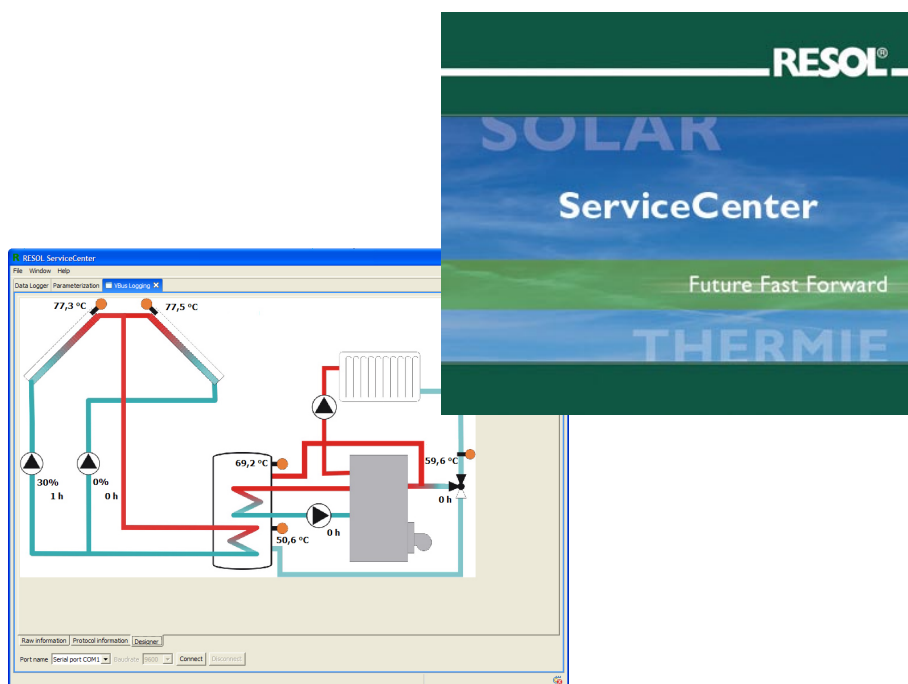 RESOL®
SOLAR
ServiceCenter
Future Fast Forward
THERMIE
RESOL ServiceCenter
File Window Help
Data Logger Parameterization VBus Logging
77,3 °C 77,5 °C
69,2 °C 59,6 °C
30% 0%
1 h 0 h 0 h
0 h
50,6 °C
Raw information Protocol information Designer
Port name Serial port COM1 Baudrate 9600 Connect Disconnect